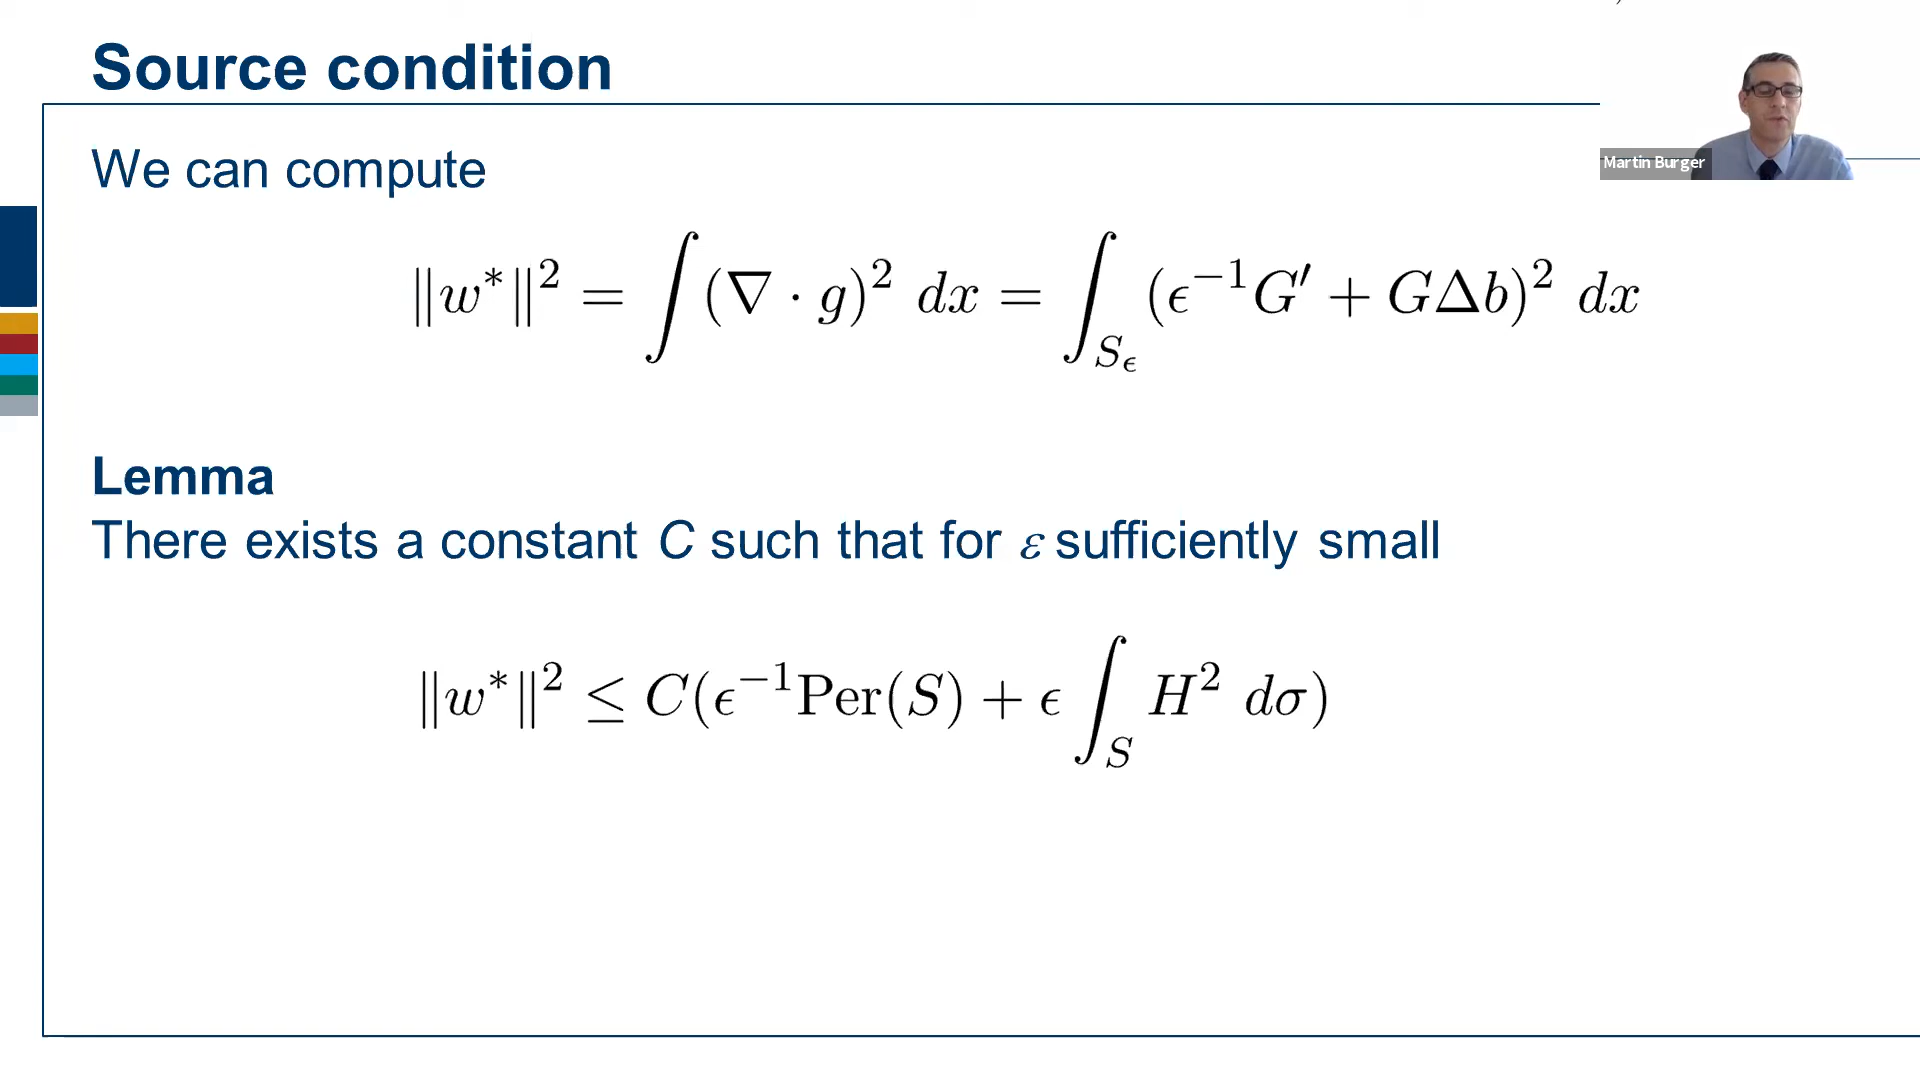 Source condition
Martin Burger
We can compute
‖w*‖² = ∫(∇ · g)² dx = ∫_{S_ϵ} (ϵ⁻¹G′ + GΔb)² dx
Lemma
There exists a constant C such that for ε sufficiently small
‖w*‖² ≤ C(ϵ⁻¹Per(S) + ϵ ∫_S H² dσ)